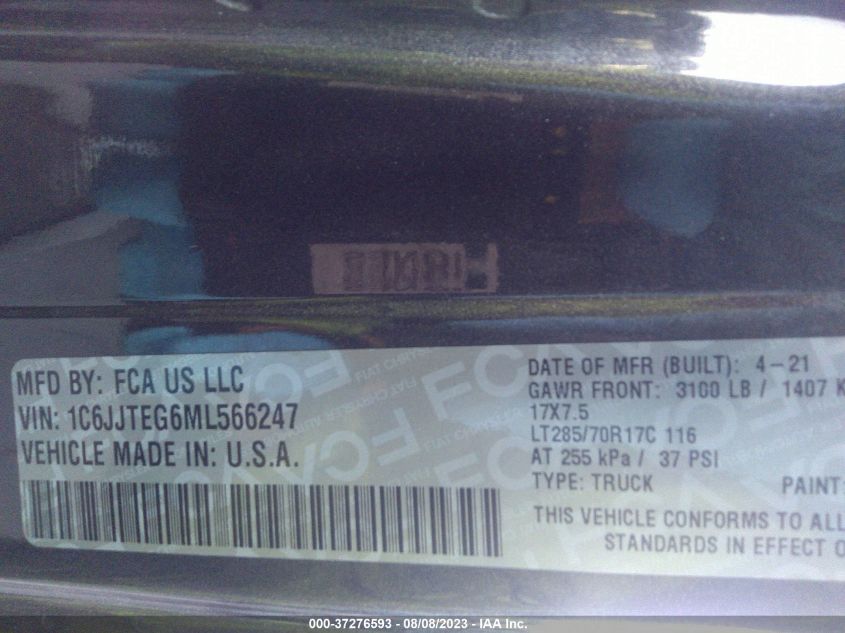 MFD BY: FCA US LLC
VIN: 1C6JJTEG6ML566247
VEHICLE MADE IN: U.S.A.
DATE OF MFR (BUILT): 4-21
GAWR FRONT: 3100 LB / 1407 K
17X7.5
LT285/70R17C 116
AT 255 kPa / 37 PSI
TYPE: TRUCK PAINT:
THIS VEHICLE CONFORMS TO ALL
STANDARDS IN EFFECT O
000-37276593 - 08/08/2023 - IAA Inc.